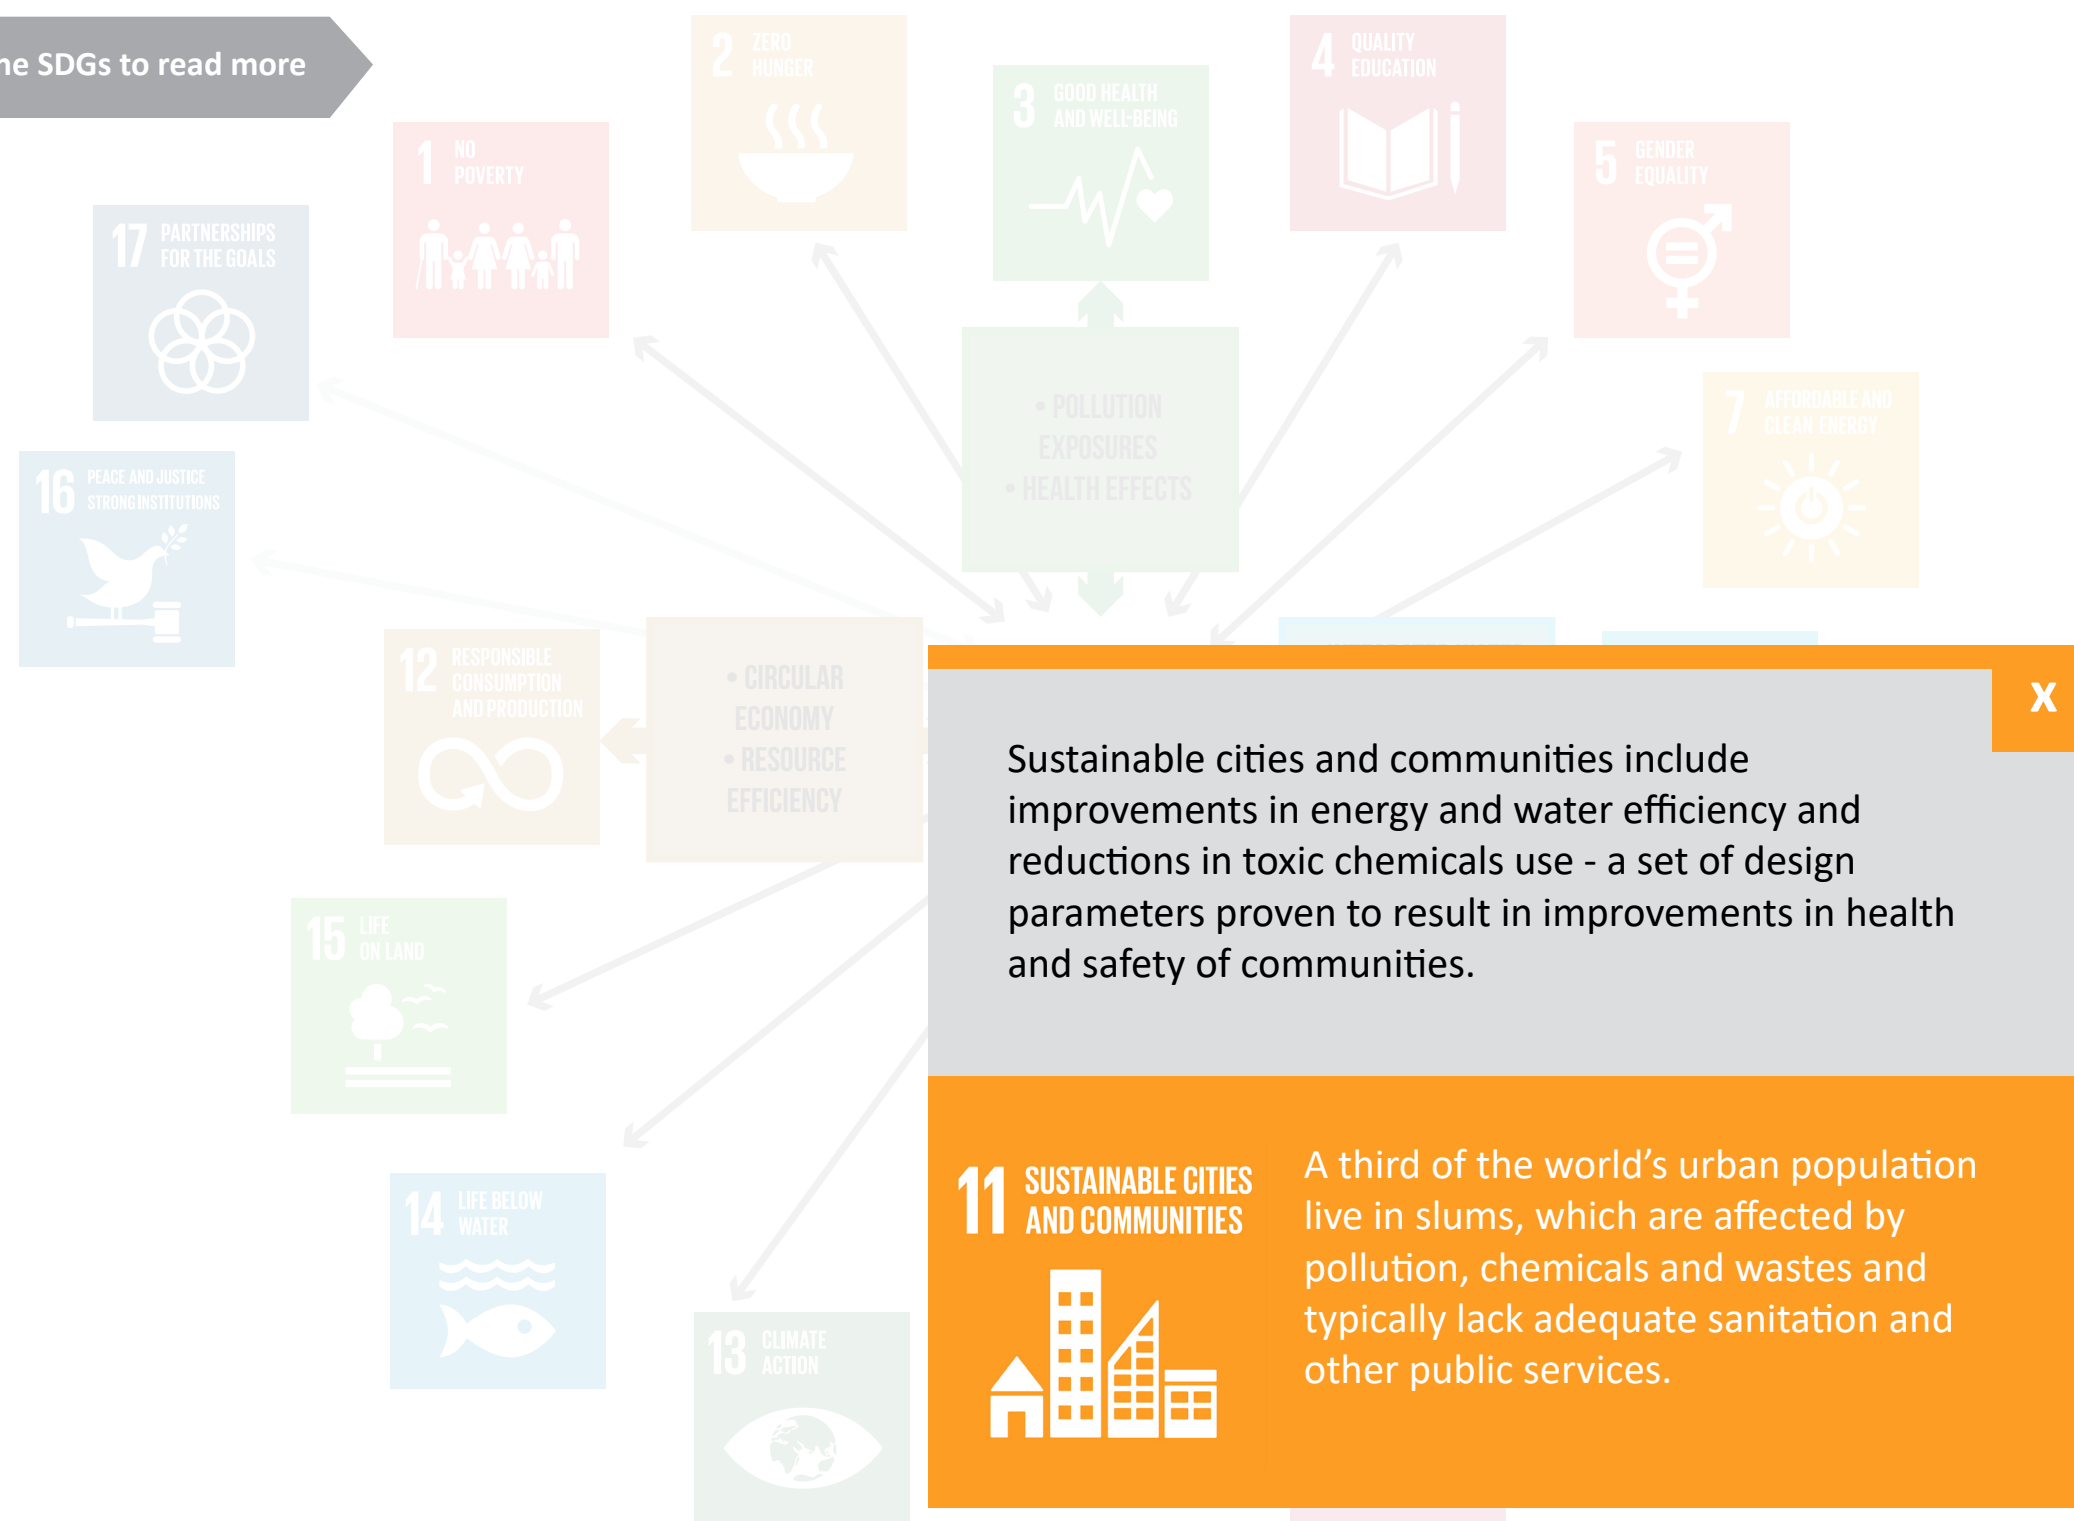 he SDGs to read more
2 ZERO
HUNGER
4 QUALITY
EDUCATION
3 GOOD HEALTH
AND WELL-BEING
1 NO
POVERTY
5 GENDER
EQUALITY
17 PARTNERSHIPS
FOR THE GOALS
• POLLUTION
EXPOSURES
• HEALTH EFFECTS
7 AFFORDABLE AND
CLEAN ENERGY
16 PEACE AND JUSTICE
STRONG INSTITUTIONS
12 RESPONSIBLE
CONSUMPTION
AND PRODUCTION
• CIRCULAR
ECONOMY
• RESOURCE
EFFICIENCY
X
Sustainable cities and communities include
improvements in energy and water efficiency and
reductions in toxic chemicals use - a set of design
parameters proven to result in improvements in health
and safety of communities.
15 LIFE
ON LAND
14 LIFE BELOW
WATER
13 CLIMATE
ACTION
11 SUSTAINABLE CITIES
AND COMMUNITIES
A third of the world's urban population
live in slums, which are affected by
pollution, chemicals and wastes and
typically lack adequate sanitation and
other public services.